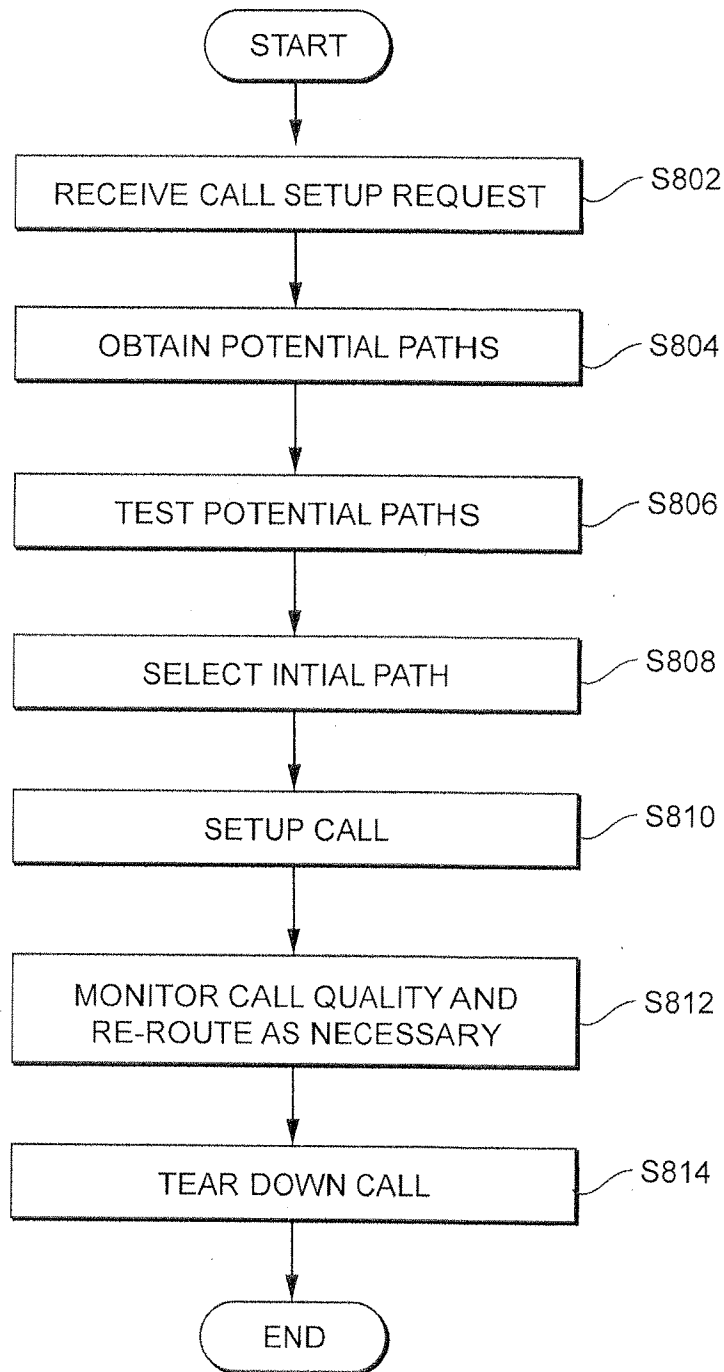 START
RECEIVE CALL SETUP REQUEST
S802
OBTAIN POTENTIAL PATHS
S804
TEST POTENTIAL PATHS
S806
SELECT INTIAL PATH
S808
SETUP CALL
S810
MONITOR CALL QUALITY AND
RE-ROUTE AS NECESSARY
S812
TEAR DOWN CALL
S814
END